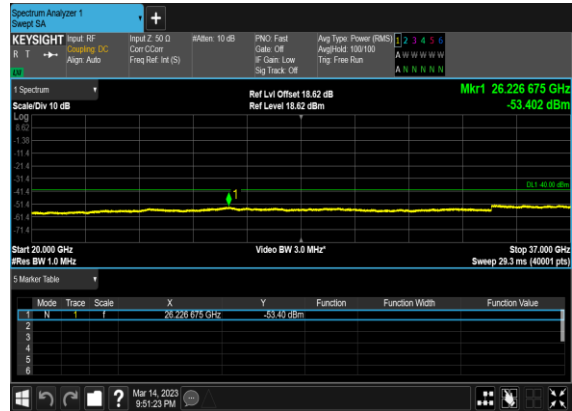 Spectrum Analyzer 1
Swept SA
KEYSIGHT Input: RF Input Z: 50 Ω #Atten: 10 dB PNO: Fast Avg Type: Power (RMS) 1 2 3 4 5 6
R T Coupling: DC Corr CCorr Gate: Off Avg|Hold: 100/100 A W W W W W
Align: Auto Freq Ref: Int (S) IF Gain: Low Trig: Free Run
LW Sig Track: Off A N N N N N
1 Spectrum Ref Lvl Offset 18.62 dB Mkr1 26.226 675 GHz
Scale/Div 10 dB Ref Level 18.62 dBm -53.402 dBm
Log
8.62
-1.38
-11.4
-21.4
-31.4
-41.4 1 DL1 -40.00 dBm
-51.4
-61.4
-71.4
Start 20.000 GHz Video BW 3.0 MHz* Stop 37.000 GHz
#Res BW 1.0 MHz Sweep 29.3 ms (40001 pts)
5 Marker Table
Mode Trace Scale X Y Function Function Width Function Value
1 N 1 f 26.226 675 GHz -53.40 dBm
2
3
4
5
6
? Mar 14, 2023
9:51:23 PM